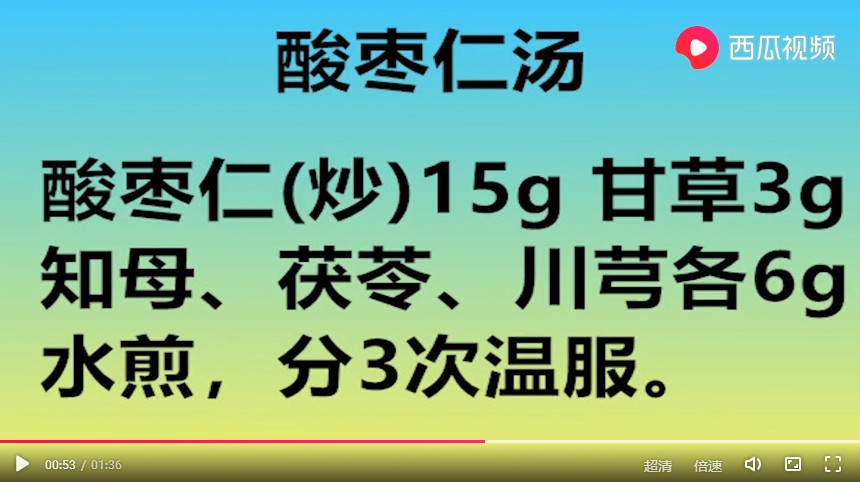 酸枣仁汤
西瓜视频
酸枣仁(炒)15g 甘草3g
知母、茯苓、川芎各6g
水煎，分3次温服。
00:53 / 01:36
超清 倍速